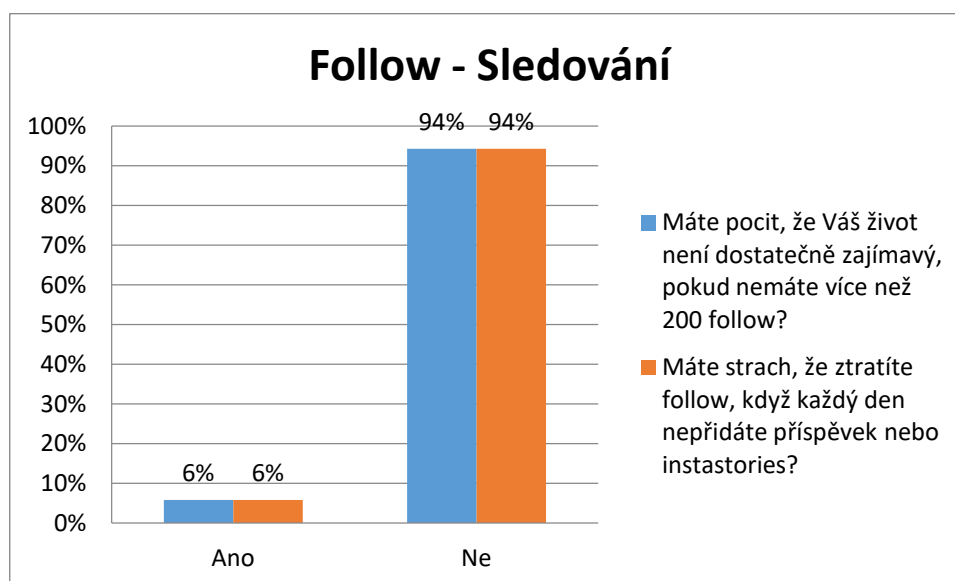 Follow - Sledování
100%
90%
80%
70%
60%
50%
40%
30%
20%
10%
0%
94% 94%
6% 6%
Ano Ne
Máte pocit, že Váš život
není dostatečně zajímavý,
pokud nemáte více než
200 follow?
Máte strach, že ztratíte
follow, když každý den
nepřidáte příspěvek nebo
instastories?